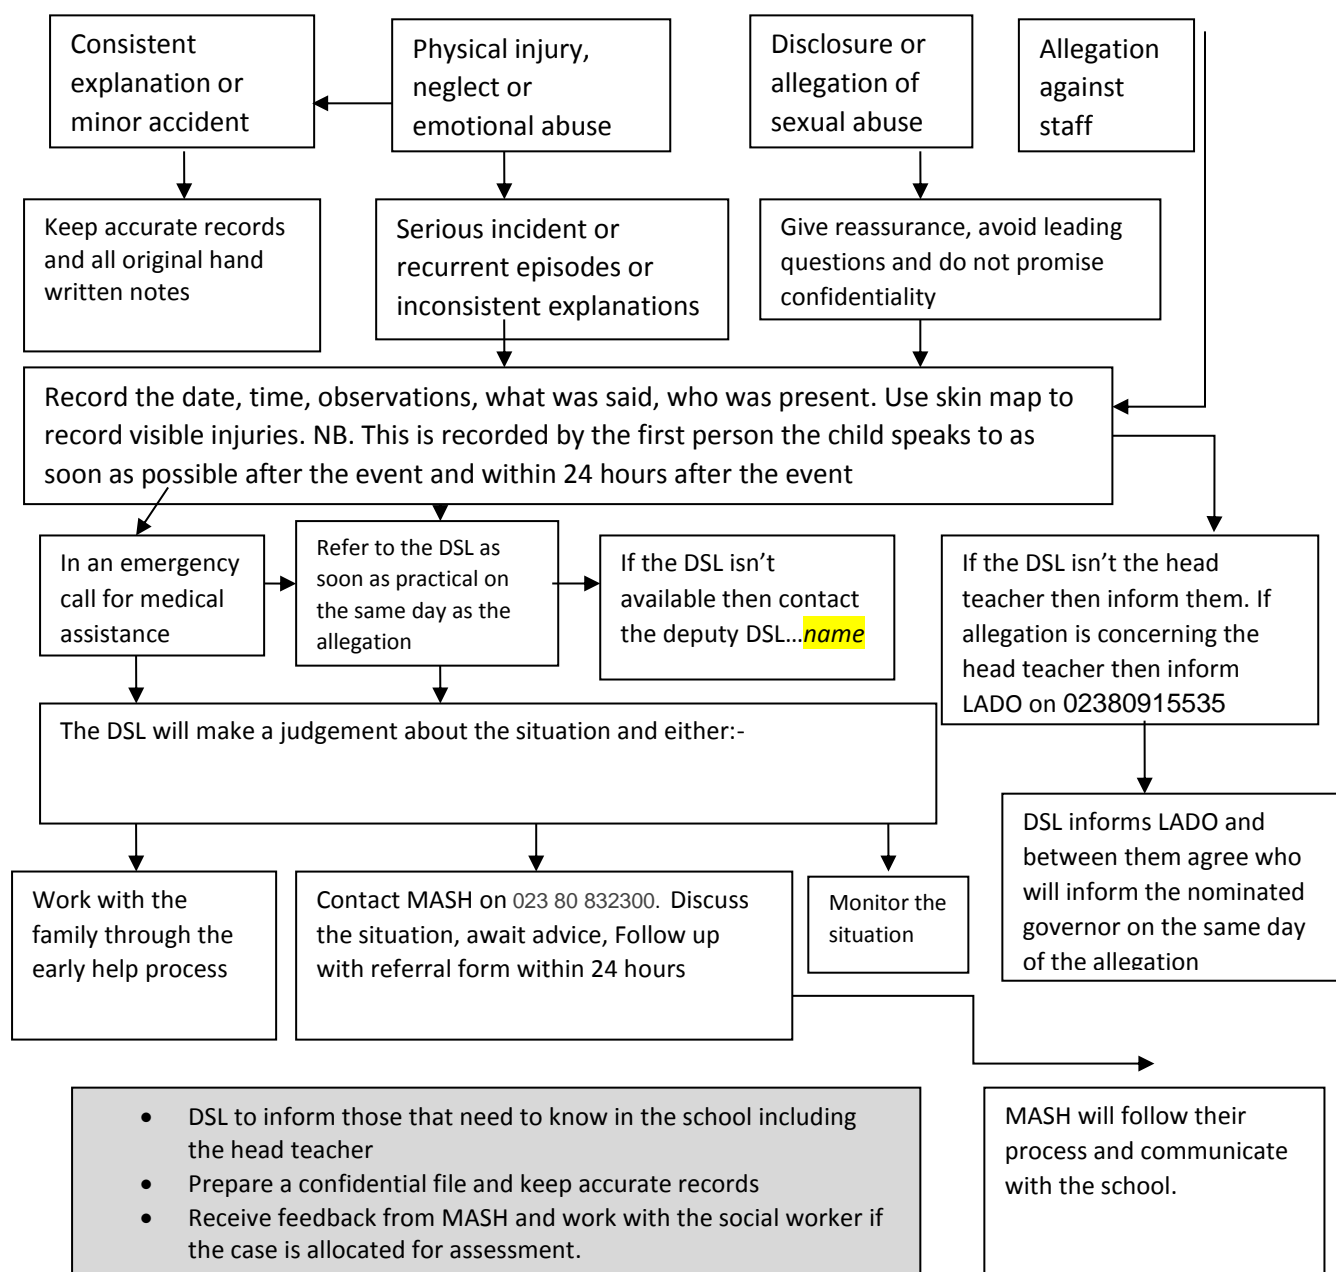 Consistent
explanation or
minor accident
Physical injury,
neglect or
emotional abuse
Disclosure or
allegation of
sexual abuse
Allegation
against
staff
Keep accurate records
and all original hand
written notes
Serious incident or
recurrent episodes or
inconsistent explanations
Give reassurance, avoid leading
questions and do not promise
confidentiality
Record the date, time, observations, what was said, who was present. Use skin map to
record visible injuries. NB. This is recorded by the first person the child speaks to as
soon as possible after the event and within 24 hours after the event
In an emergency
call for medical
assistance
Refer to the DSL as
soon as practical on
the same day as the
allegation
If the DSL isn’t
available then contact
the deputy DSL…name
If the DSL isn’t the head
teacher then inform them. If
allegation is concerning the
head teacher then inform
LADO on 02380915535
The DSL will make a judgement about the situation and either:-
DSL informs LADO and
between them agree who
will inform the nominated
governor on the same day
of the allegation
Work with the
family through the
early help process
Contact MASH on 023 80 832300. Discuss
the situation, await advice, Follow up
with referral form within 24 hours
Monitor the
situation
• DSL to inform those that need to know in the school including
the head teacher
• Prepare a confidential file and keep accurate records
• Receive feedback from MASH and work with the social worker if
the case is allocated for assessment.
MASH will follow their
process and communicate
with the school.